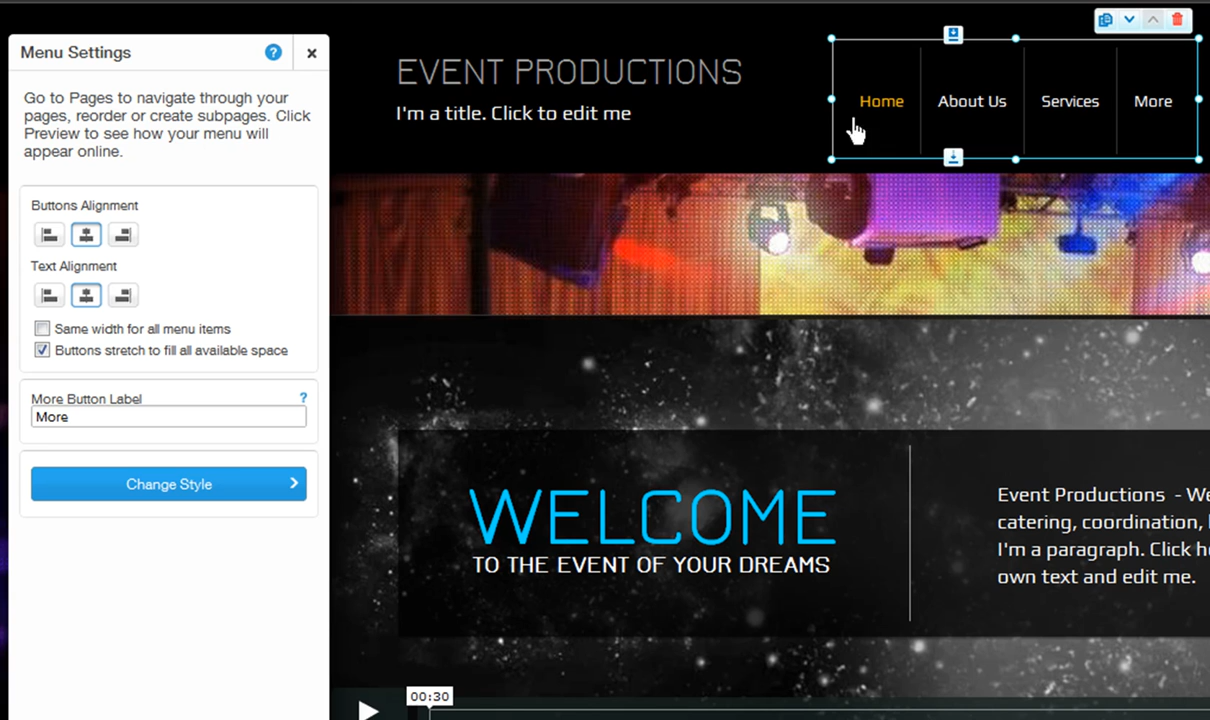 Menu Settings
?
×
Go to Pages to navigate through your
pages, reorder or create subpages. Click
Preview to see how your menu will
appear online.
Buttons Alignment
Text Alignment
Same width for all menu items
Buttons stretch to fill all available space
More Button Label
?
More
Change Style
EVENT PRODUCTIONS
I'm a title. Click to edit me
Home
About Us
Services
More
WELCOME
TO THE EVENT OF YOUR DREAMS
Event Productions - We
catering, coordination,
I'm a paragraph. Click
own text and edit me.
00:30